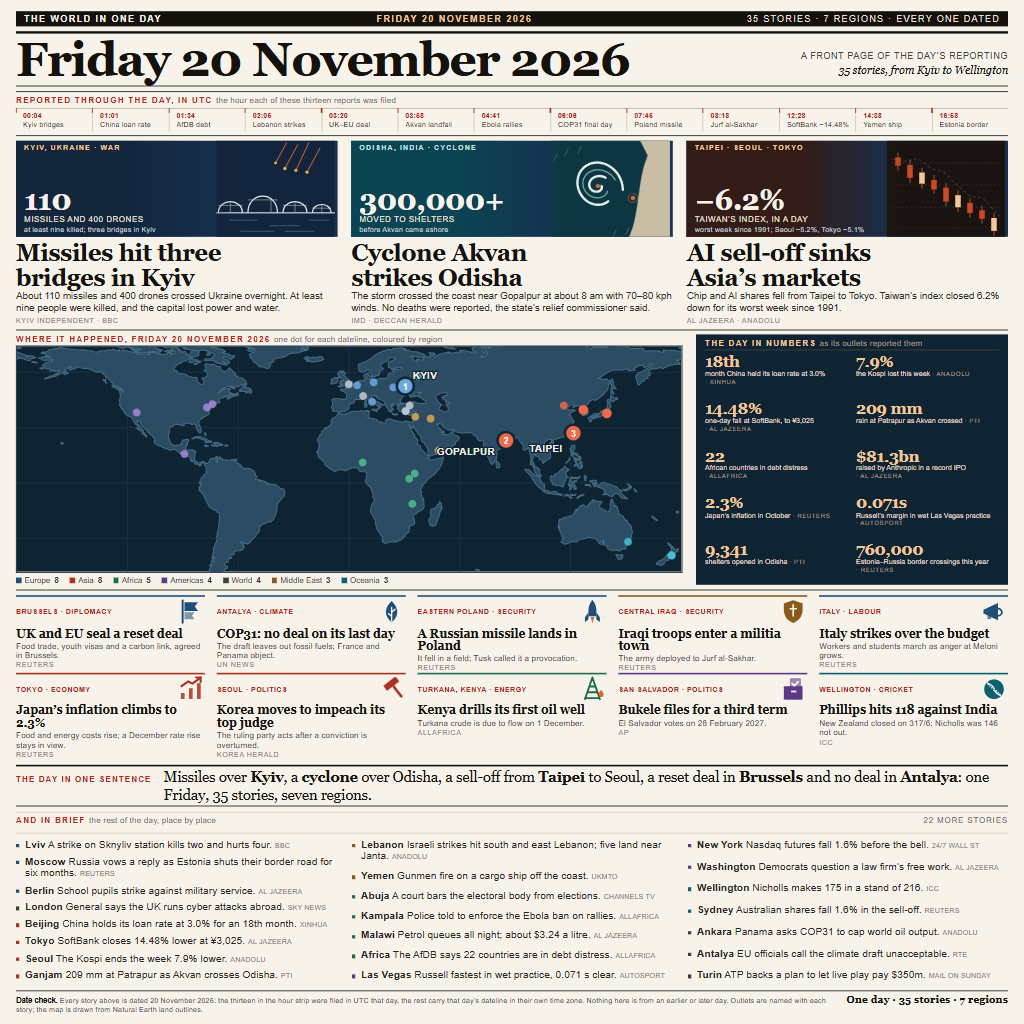 THE WORLD IN ONE DAY
FRIDAY 20 NOVEMBER 2026
35 STORIES · 7 REGIONS · EVERY ONE DATED
Friday 20 November 2026
A FRONT PAGE OF THE DAY'S REPORTING
35 stories, from Kyiv to Wellington
REPORTED THROUGH THE DAY, IN UTC the hour each of these thirteen reports was filed
00:04
Kyiv bridges
01:01
China loan rate
01:34
AfDB debt
02:05
Lebanon strikes
03:20
UK–EU deal
03:58
Akvan landfall
04:41
Ebola rallies
06:06
COP31 final day
07:45
Poland missile
08:18
Jurf al-Sakhar
12:28
SoftBank −14.48%
14:38
Yemen ship
16:58
Estonia border
KYIV, UKRAINE · WAR
110
MISSILES AND 400 DRONES
at least nine killed; three bridges in Kyiv
Missiles hit three
bridges in Kyiv
About 110 missiles and 400 drones crossed Ukraine overnight. At least
nine people were killed, and the capital lost power and water.
KYIV INDEPENDENT · BBC
ODISHA, INDIA · CYCLONE
300,000+
MOVED TO SHELTERS
before Akvan came ashore
Cyclone Akvan
strikes Odisha
The storm crossed the coast near Gopalpur at about 8 am with 70–80 kph
winds. No deaths were reported, the state's relief commissioner said.
IMD · DECCAN HERALD
TAIPEI · SEOUL · TOKYO
−6.2%
TAIWAN'S INDEX, IN A DAY
worst week since 1991; Seoul −5.2%, Tokyo −5.1%
AI sell-off sinks
Asia's markets
Chip and AI shares fell from Taipei to Tokyo. Taiwan's index closed 6.2%
down for its worst week since 1991.
AL JAZEERA · ANADOLU
WHERE IT HAPPENED, FRIDAY 20 NOVEMBER 2026 one dot for each dateline, coloured by region
KYIV
1
2
GOPALPUR
3
TAIPEI
Europe 8
Asia 8
Africa 5
Americas 4
World 4
Middle East 3
Oceania 3
THE DAY IN NUMBERS as its outlets reported them
18th
month China held its loan rate at 3.0%
· XINHUA
7.9%
the Kospi lost this week · ANADOLU
14.48%
one-day fall at SoftBank, to ¥3,025
· AL JAZEERA
209 mm
rain at Patrapur as Akvan crossed · PTI
22
African countries in debt distress
· ALLAFRICA
$81.3bn
raised by Anthropic in a record IPO
· AL JAZEERA
2.3%
Japan's inflation in October · REUTERS
0.071s
Russell's margin in wet Las Vegas practice
· AUTOSPORT
9,341
shelters opened in Odisha · PTI
760,000
Estonia–Russia border crossings this year
· REUTERS
BRUSSELS · DIPLOMACY
UK and EU seal a reset deal
Food trade, youth visas and a carbon link, agreed
in Brussels.
REUTERS
ANTALYA · CLIMATE
COP31: no deal on its last day
The draft leaves out fossil fuels; France and
Panama object.
UN NEWS
EASTERN POLAND · SECURITY
A Russian missile lands in
Poland
It fell in a field; Tusk called it a provocation.
REUTERS
CENTRAL IRAQ · SECURITY
Iraqi troops enter a militia
town
The army deployed to Jurf al-Sakhar.
REUTERS
ITALY · LABOUR
Italy strikes over the budget
Workers and students march as anger at Meloni
grows.
REUTERS
TOKYO · ECONOMY
Japan's inflation climbs to
2.3%
Food and energy costs rise; a December rate rise
stays in view.
REUTERS
SEOUL · POLITICS
Korea moves to impeach its
top judge
The ruling party acts after a conviction is
overturned.
KOREA HERALD
TURKANA, KENYA · ENERGY
Kenya drills its first oil well
Turkana crude is due to flow on 1 December.
ALLAFRICA
SAN SALVADOR · POLITICS
Bukele files for a third term
El Salvador votes on 28 February 2027.
AP
WELLINGTON · CRICKET
Phillips hits 118 against India
New Zealand closed on 317/6; Nicholls was 146
not out.
ICC
THE DAY IN ONE SENTENCE
Missiles over Kyiv, a cyclone over Odisha, a sell-off from Taipei to Seoul, a reset deal in Brussels and no deal in Antalya: one
Friday, 35 stories, seven regions.
AND IN BRIEF the rest of the day, place by place
22 MORE STORIES
Lviv A strike on Sknyliv station kills two and hurts four. BBC
Moscow Russia vows a reply as Estonia shuts their border road for
six months. REUTERS
Berlin School pupils strike against military service. AL JAZEERA
London General says the UK runs cyber attacks abroad. SKY NEWS
Beijing China holds its loan rate at 3.0% for an 18th month. XINHUA
Tokyo SoftBank closes 14.48% lower at ¥3,025. AL JAZEERA
Seoul The Kospi ends the week 7.9% lower. ANADOLU
Ganjam 209 mm at Patrapur as Akvan crosses Odisha. PTI
Lebanon Israeli strikes hit south and east Lebanon; five land near
Janta. ANADOLU
Yemen Gunmen fire on a cargo ship off the coast. UKMTO
Abuja A court bars the electoral body from elections. CHANNELS TV
Kampala Police told to enforce the Ebola ban on rallies. ALLAFRICA
Malawi Petrol queues all night; about $3.24 a litre. AL JAZEERA
Africa The AfDB says 22 countries are in debt distress. ALLAFRICA
Las Vegas Russell fastest in wet practice, 0.071 s clear. AUTOSPORT
New York Nasdaq futures fall 1.6% before the bell. 24/7 WALL ST
Washington Democrats question a law firm's free work. AL JAZEERA
Wellington Nicholls makes 175 in a stand of 216. ICC
Sydney Australian shares fall 1.6% in the sell-off. REUTERS
Ankara Panama asks COP31 to cap world oil output. ANADOLU
Antalya EU officials call the climate draft unacceptable. RTE
Turin ATP backs a plan to let live play pay $350m. MAIL ON SUNDAY
Date check. Every story above is dated 20 November 2026: the thirteen in the hour strip were filed in UTC that day, the rest carry that day's dateline in their own time zone. Nothing here is from an earlier or later day. Outlets are named with each
story; the map is drawn from Natural Earth land outlines.
One day · 35 stories · 7 regions